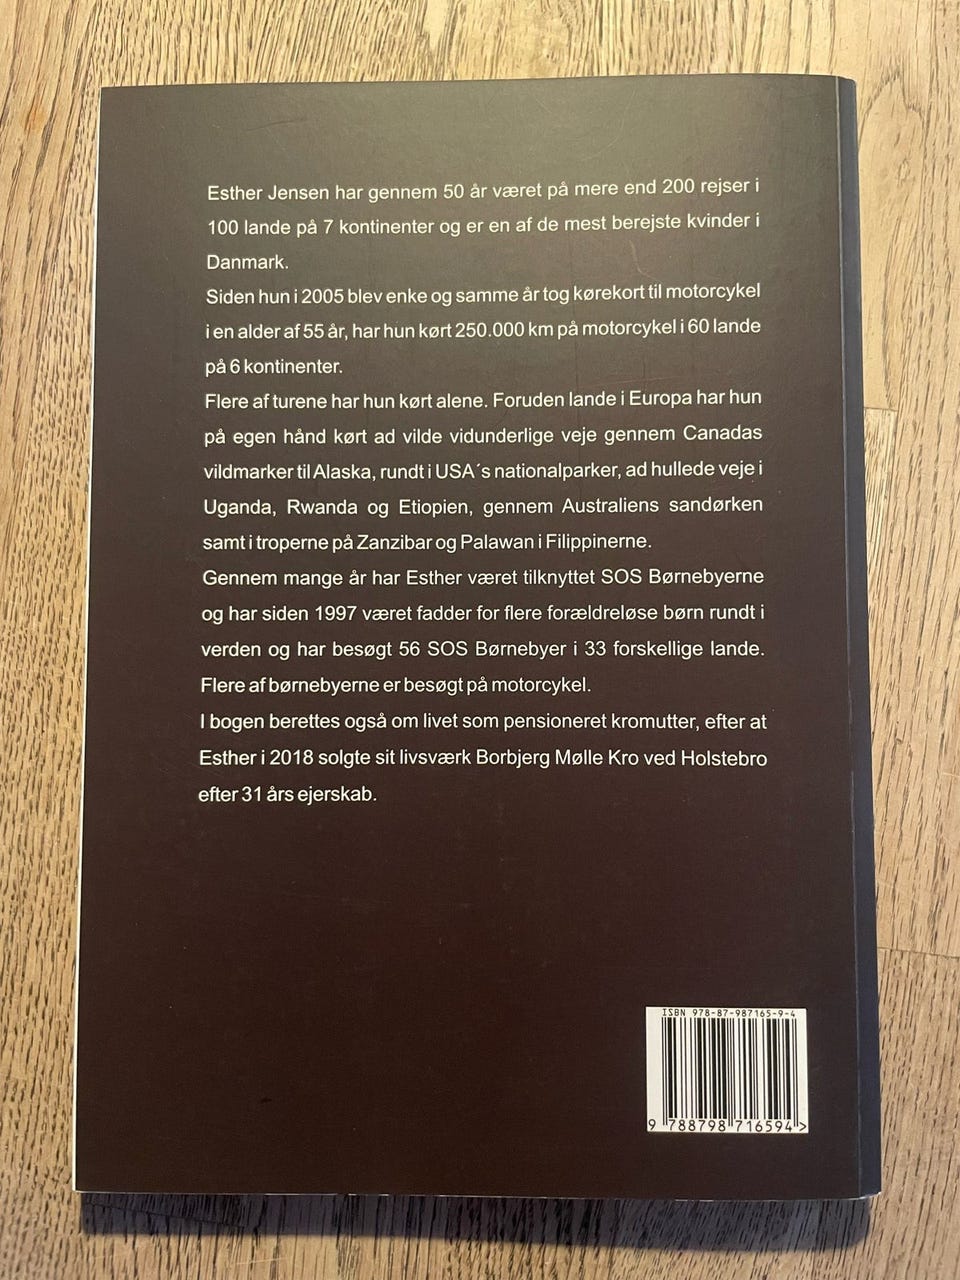 Esther Jensen har gennem 50 år været på mere end 200 rejser i
100 lande på 7 kontinenter og er en af de mest berejste kvinder i
Danmark.
Siden hun i 2005 blev enke og samme år tog kørekort til motorcykel
i en alder af 55 år, har hun kørt 250.000 km på motorcykel i 60 lande
på 6 kontinenter.
Flere af turene har hun kørt alene. Foruden lande i Europa har hun
på egen hånd kørt ad vilde vidunderlige veje gennem Canadas
vildmarker til Alaska, rundt i USA´s nationalparker, ad hullede veje i
Uganda, Rwanda og Etiopien, gennem Australiens sandørken
samt i troperne på Zanzibar og Palawan i Filippinerne.
Gennem mange år har Esther været tilknyttet SOS Børnebyerne
og har siden 1997 været fadder for flere forældreløse børn rundt i
verden og har besøgt 56 SOS Børnebyer i 33 forskellige lande.
Flere af børnebyerne er besøgt på motorcykel.
I bogen berettes også om livet som pensioneret kromutter, efter at
Esther i 2018 solgte sit livsværk Borbjerg Mølle Kro ved Holstebro
efter 31 års ejerskab.
ISBN 978-87-987165-9-4
9 788798 716594 >